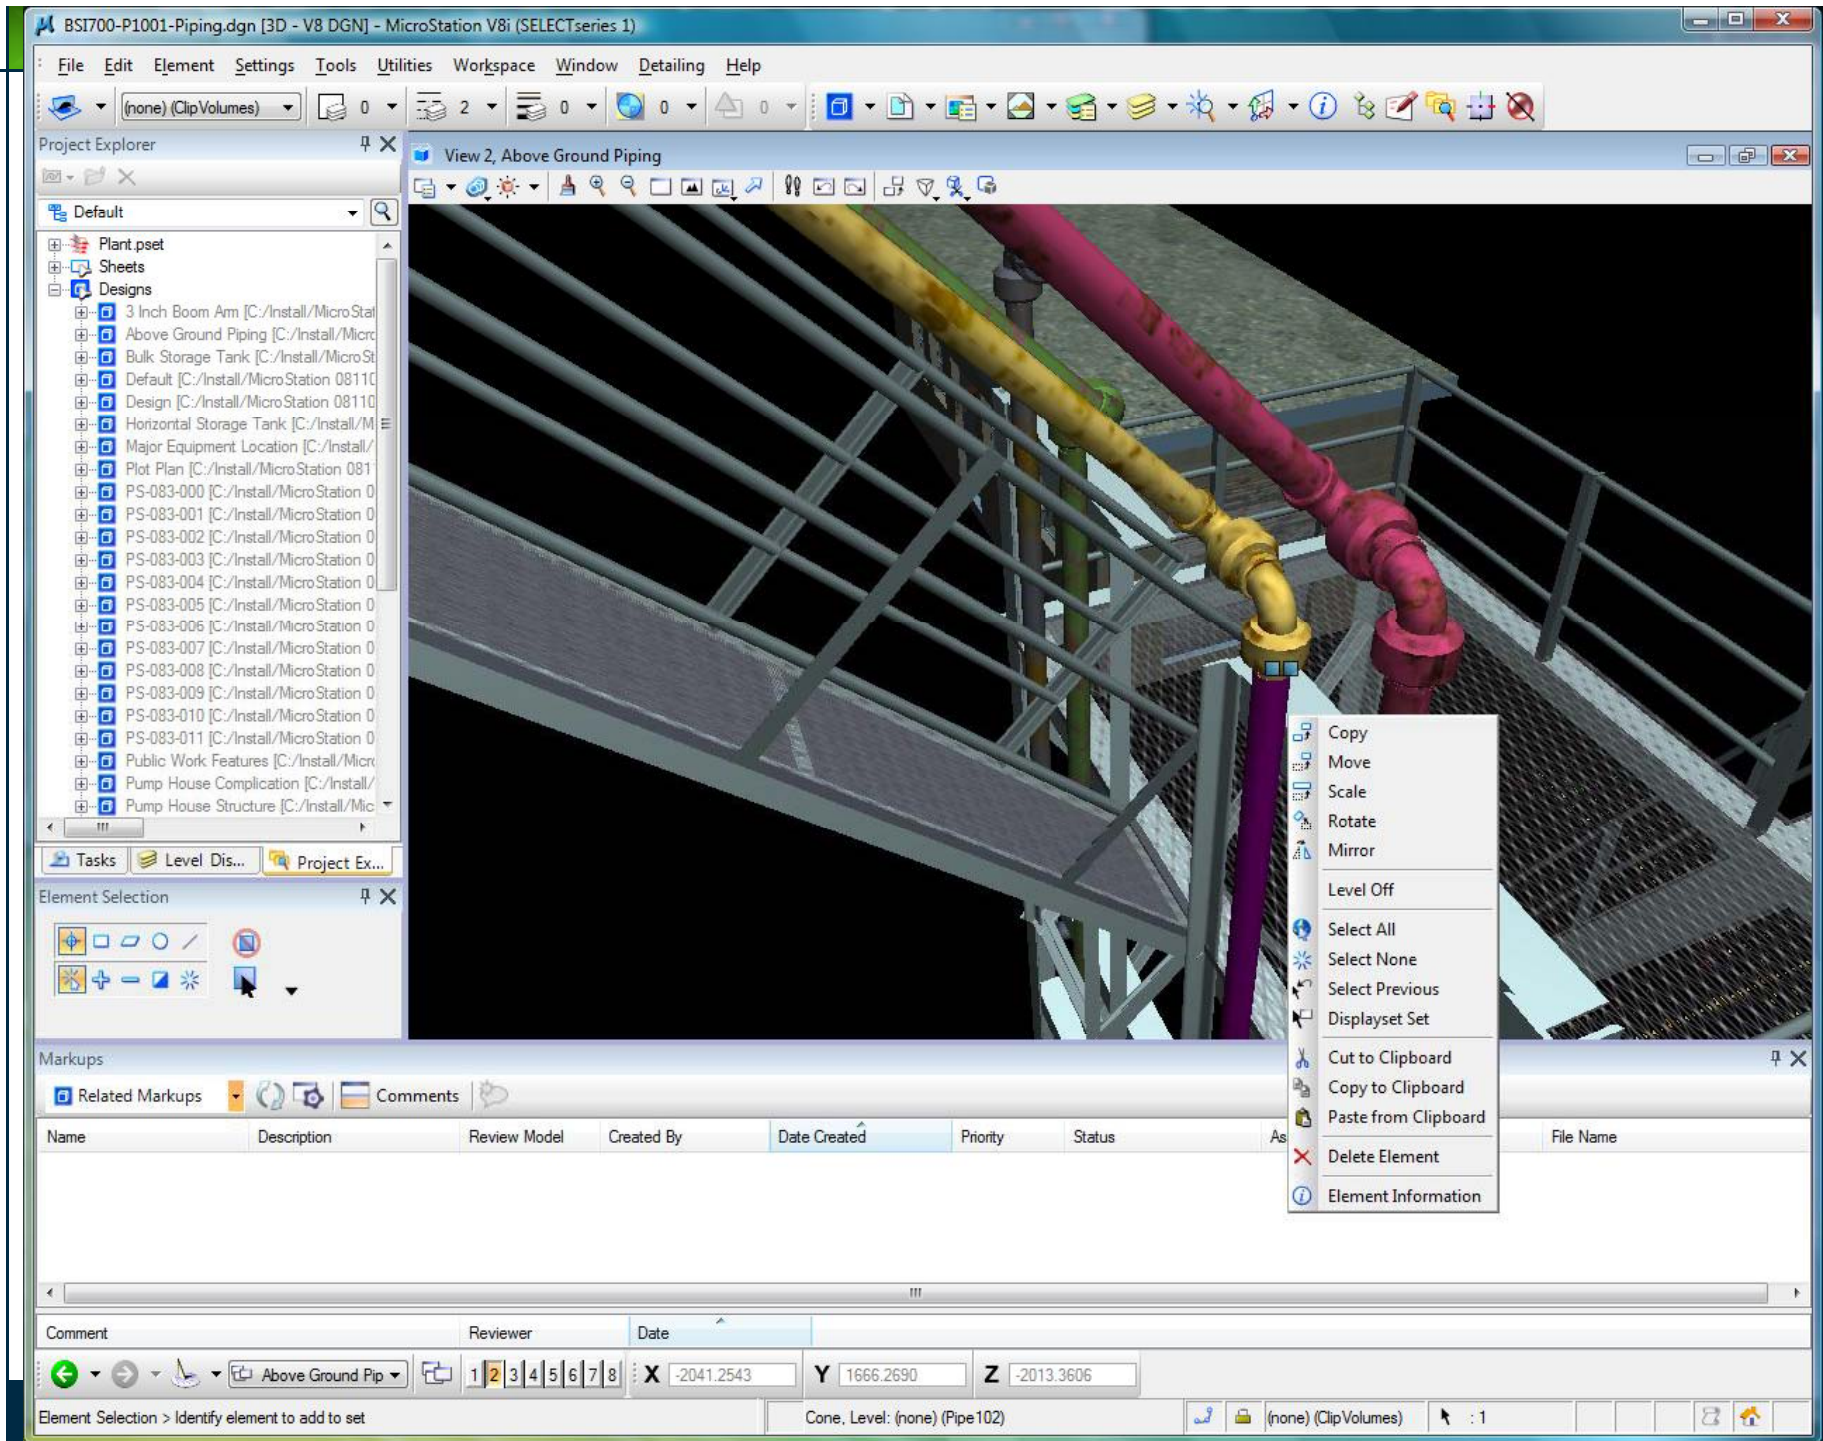 BSI700-P1001-Piping.dgn [3D - V8 DGN] - MicroStation V8i (SELECTseries 1)
File Edit Element Settings Tools Utilities Workspace Window Detailing Help
(none) (ClipVolumes) 0 2 0 0 0
Project Explorer
View 2, Above Ground Piping
Default
Plant.pset
Sheets
Designs
3 Inch Boom Arm [C:/Install/MicroStat
Above Ground Piping [C:/Install/Micro
Bulk Storage Tank [C:/Install/MicroSt
Default [C:/Install/MicroStation 08110
Design [C:/Install/MicroStation 08110
Horizontal Storage Tank [C:/Install/M
Major Equipment Location [C:/Install/
Plot Plan [C:/Install/MicroStation 081
PS-083-000 [C:/Install/MicroStation 0
PS-083-001 [C:/Install/MicroStation 0
PS-083-002 [C:/Install/MicroStation 0
PS-083-003 [C:/Install/MicroStation 0
PS-083-004 [C:/Install/MicroStation 0
PS-083-005 [C:/Install/MicroStation 0
PS-083-006 [C:/Install/MicroStation 0
PS-083-007 [C:/Install/MicroStation 0
PS-083-008 [C:/Install/MicroStation 0
PS-083-009 [C:/Install/MicroStation 0
PS-083-010 [C:/Install/MicroStation 0
PS-083-011 [C:/Install/MicroStation 0
Public Work Features [C:/Install/Micro
Pump House Complication [C:/Install/
Pump House Structure [C:/Install/Mic
Tasks Level Dis... Project Ex...
Element Selection
Copy
Move
Scale
Rotate
Mirror
Level Off
Select All
Select None
Select Previous
Displayset Set
Cut to Clipboard
Copy to Clipboard
Paste from Clipboard
Delete Element
Element Information
Markups
Related Markups Comments
Name Description Review Model Created By Date Created Priority Status As File Name
Comment Reviewer Date
Above Ground Pip 1 2 3 4 5 6 7 8 X -2041.2543 Y 1666.2690 Z -2013.3606
Element Selection > Identify element to add to set Cone, Level: (none) (Pipe102) (none) (ClipVolumes) : 1